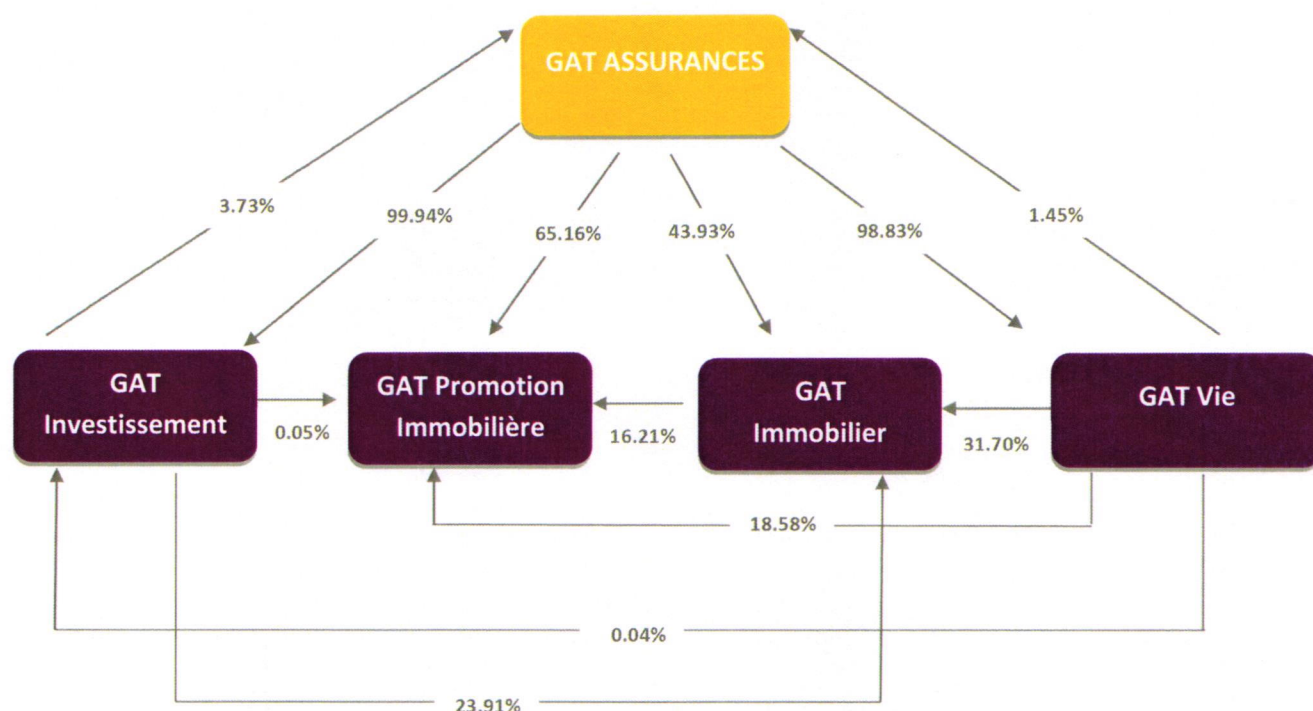 GAT ASSURANCES
3.73%
99.94%
65.16%
43.93%
98.83%
1.45%
GAT
Investissement
0.05%
GAT Promotion
Immobilière
16.21%
GAT
Immobilier
31.70%
GAT Vie
18.58%
0.04%
23.91%